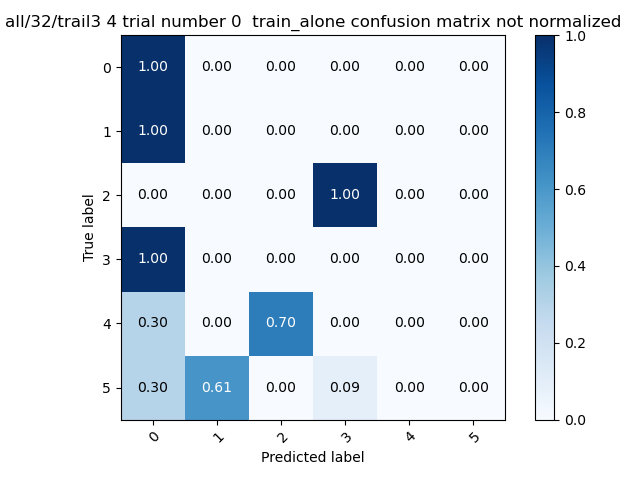 all/32/trail3 4 trial number 0  train_alone confusion matrix not normalized
0 1.00 0.00 0.00 0.00 0.00 0.00
1 1.00 0.00 0.00 0.00 0.00 0.00
2 0.00 0.00 0.00 1.00 0.00 0.00
3 1.00 0.00 0.00 0.00 0.00 0.00
4 0.30 0.00 0.70 0.00 0.00 0.00
5 0.30 0.61 0.00 0.09 0.00 0.00
0 1 2 3 4 5
True label
Predicted label
1.0
0.8
0.6
0.4
0.2
0.0